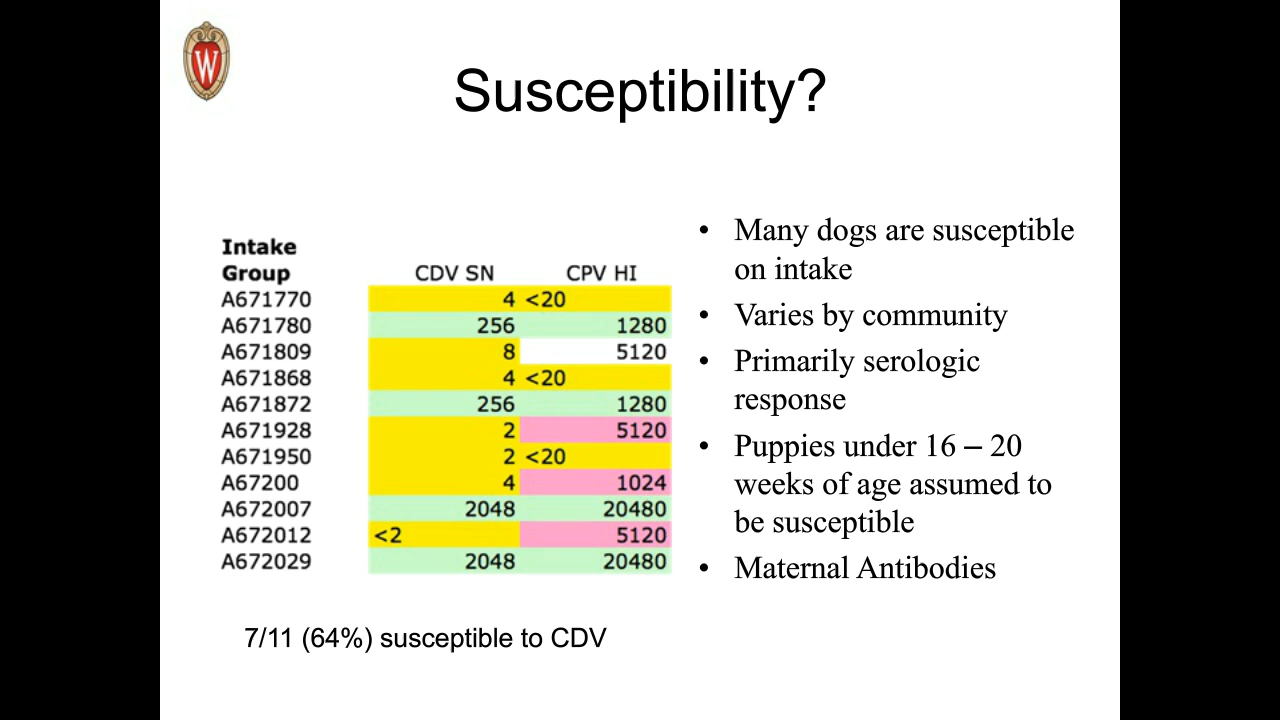 W
Susceptibility?
Intake
Group CDV SN CPV HI
A671770 4 <20
A671780 256 1280
A671809 8 5120
A671868 4 <20
A671872 256 1280
A671928 2 5120
A671950 2 <20
A67200 4 1024
A672007 2048 20480
A672012 <2 5120
A672029 2048 20480
7/11 (64%) susceptible to CDV
• Many dogs are susceptible
on intake
• Varies by community
• Primarily serologic
response
• Puppies under 16 – 20
weeks of age assumed to
be susceptible
• Maternal Antibodies